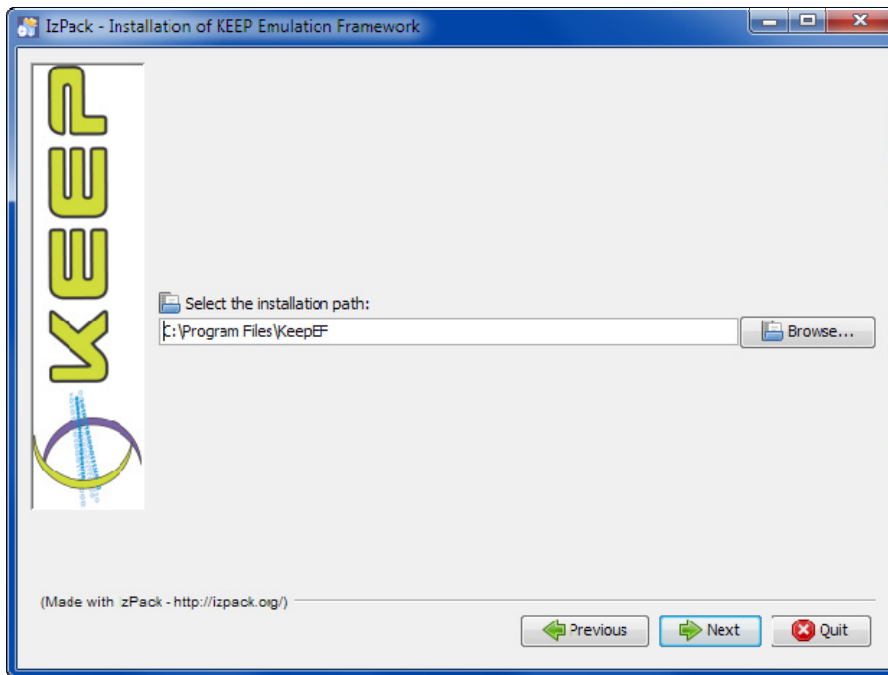 IzPack - Installation of KEEP Emulation Framework
KEEP
Select the installation path:
C:\Program Files\KeepEF
Browse...
(Made with IzPack - http://izpack.org/)
Previous
Next
Quit